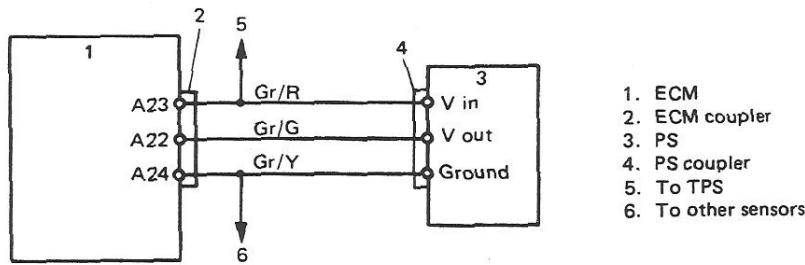 2
5
1
4
3
A23
Gr/R
V in
A22
Gr/G
V out
A24
Gr/Y
Ground
6
1. ECM
2. ECM coupler
3. PS
4. PS coupler
5. To TPS
6. To other sensors